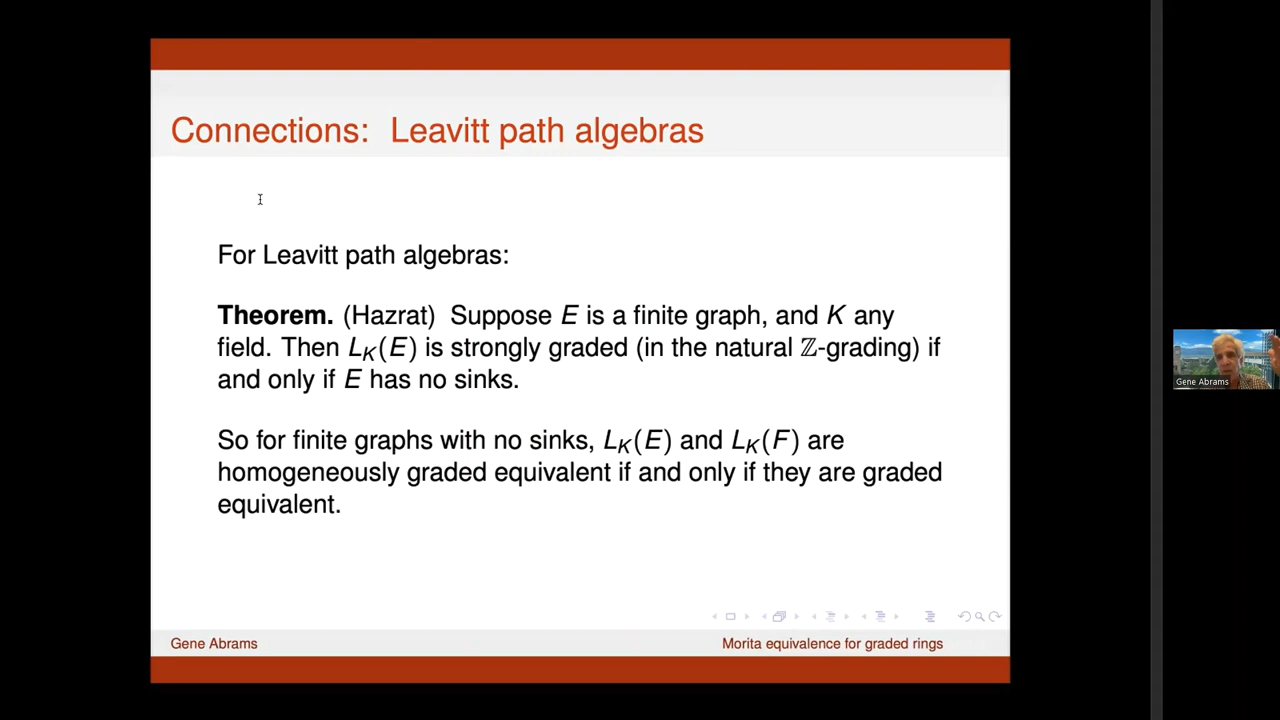 Connections: Leavitt path algebras
For Leavitt path algebras:
Theorem. (Hazrat) Suppose E is a finite graph, and K any
field. Then L_K(E) is strongly graded (in the natural ℤ-grading) if
and only if E has no sinks.
So for finite graphs with no sinks, L_K(E) and L_K(F) are
homogeneously graded equivalent if and only if they are graded
equivalent.
Gene Abrams
Morita equivalence for graded rings
Gene Abrams